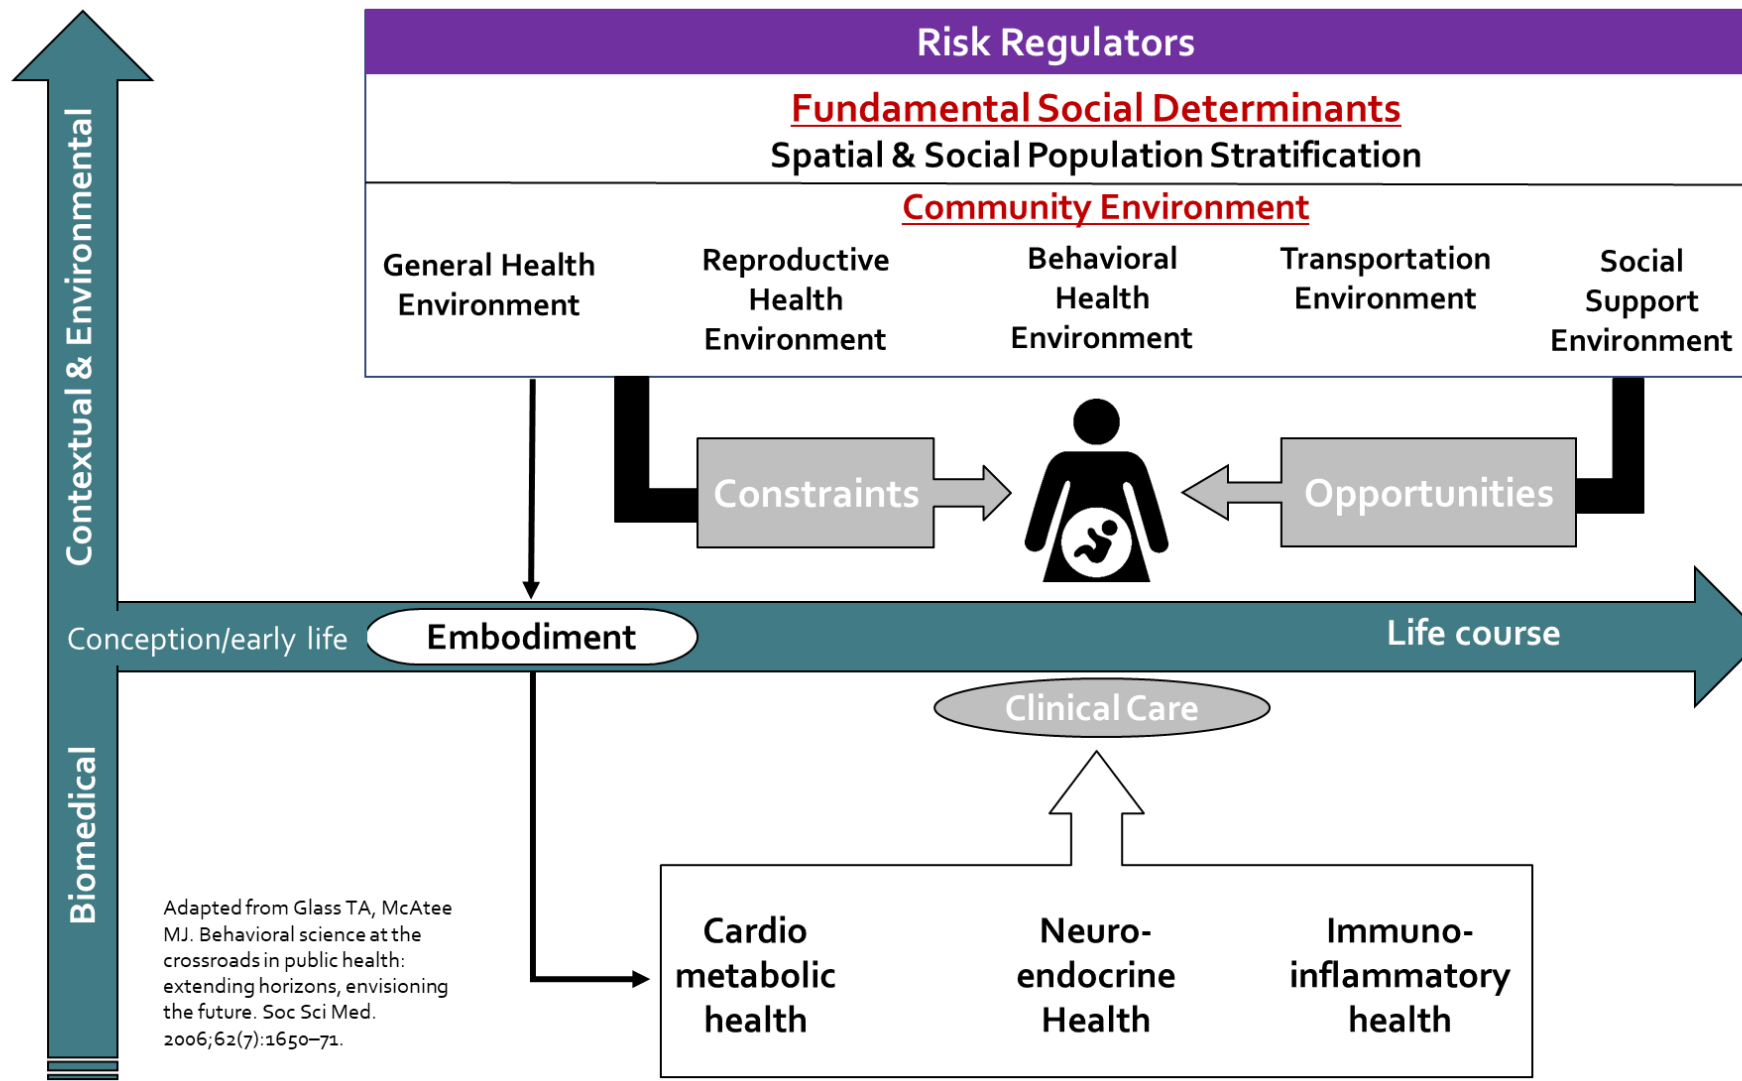 Risk Regulators
Fundamental Social Determinants
Spatial & Social Population Stratification
Community Environment
General Health
Environment
Reproductive
Health
Environment
Behavioral
Health
Environment
Transportation
Environment
Social
Support
Environment
Contextual & Environmental
Constraints
Opportunities
Conception/early life
Embodiment
Life course
Clinical Care
Biomedical
Adapted from Glass TA, McAtee
MJ. Behavioral science at the
crossroads in public health:
extending horizons, envisioning
the future. Soc Sci Med.
2006;62(7):1650–71.
Cardio
metabolic
health
Neuro-
endocrine
Health
Immuno-
inflammatory
health